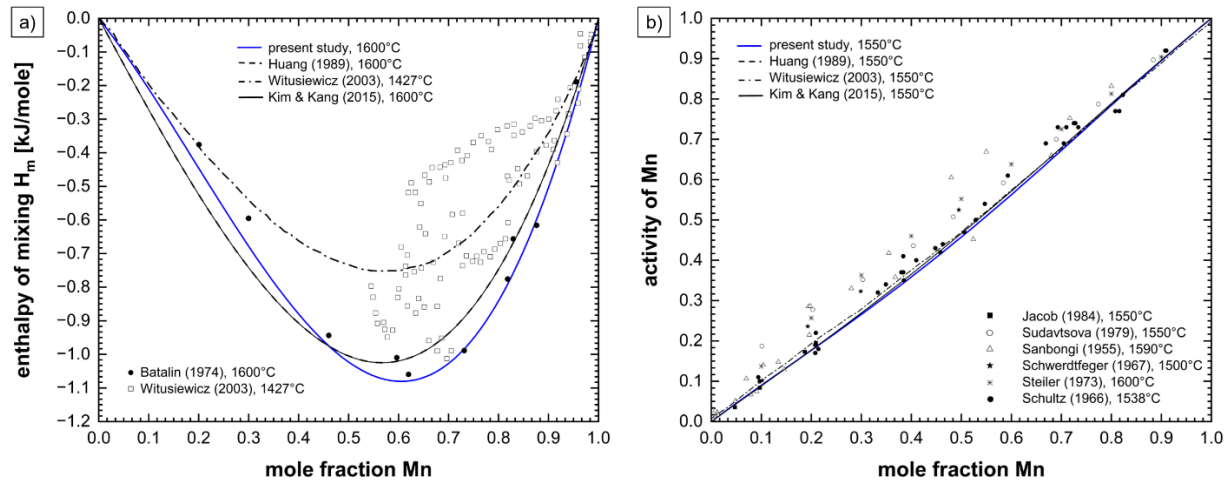 a)
enthalpy of mixing Hm [kJ/mole]
0.0
−0.1
−0.2
−0.3
−0.4
−0.5
−0.6
−0.7
−0.8
−0.9
−1.0
−1.1
−1.2
present study, 1600°C
Huang (1989), 1600°C
Witusiewicz (2003), 1427°C
Kim & Kang (2015), 1600°C
Batalin (1974), 1600°C
Witusiewicz (2003), 1427°C
0.0 0.1 0.2 0.3 0.4 0.5 0.6 0.7 0.8 0.9 1.0
mole fraction Mn
b)
activity of Mn
1.0
0.9
0.8
0.7
0.6
0.5
0.4
0.3
0.2
0.1
0.0
present study, 1550°C
Huang (1989), 1550°C
Witusiewicz (2003), 1550°C
Kim & Kang (2015), 1550°C
Jacob (1984), 1550°C
Sudavtsova (1979), 1550°C
Sanbongi (1955), 1590°C
Schwerdtfeger (1967), 1500°C
Steiler (1973), 1600°C
Schultz (1966), 1538°C
0.0 0.1 0.2 0.3 0.4 0.5 0.6 0.7 0.8 0.9 1.0
mole fraction Mn